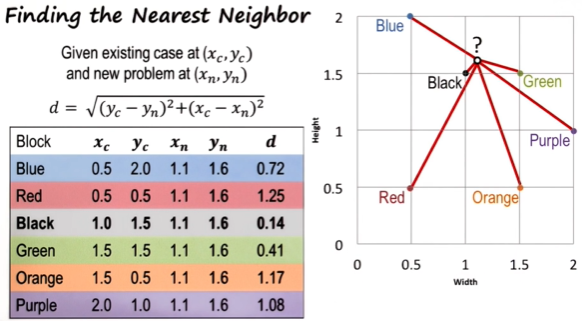 Finding the Nearest Neighbor
Given existing case at (x_c, y_c)
and new problem at (x_n, y_n)
d = √(y_c − y_n)²+(x_c − x_n)²
Block x_c y_c x_n y_n d
Blue 0.5 2.0 1.1 1.6 0.72
Red 0.5 0.5 1.1 1.6 1.25
Black 1.0 1.5 1.1 1.6 0.14
Green 1.5 1.5 1.1 1.6 0.41
Orange 1.5 0.5 1.1 1.6 1.17
Purple 2.0 1.0 1.1 1.6 1.08
2
Blue
?
1.5
Black
Green
Height
1
Purple
0.5
Red
Orange
0
0 0.5 1 1.5 2
Width